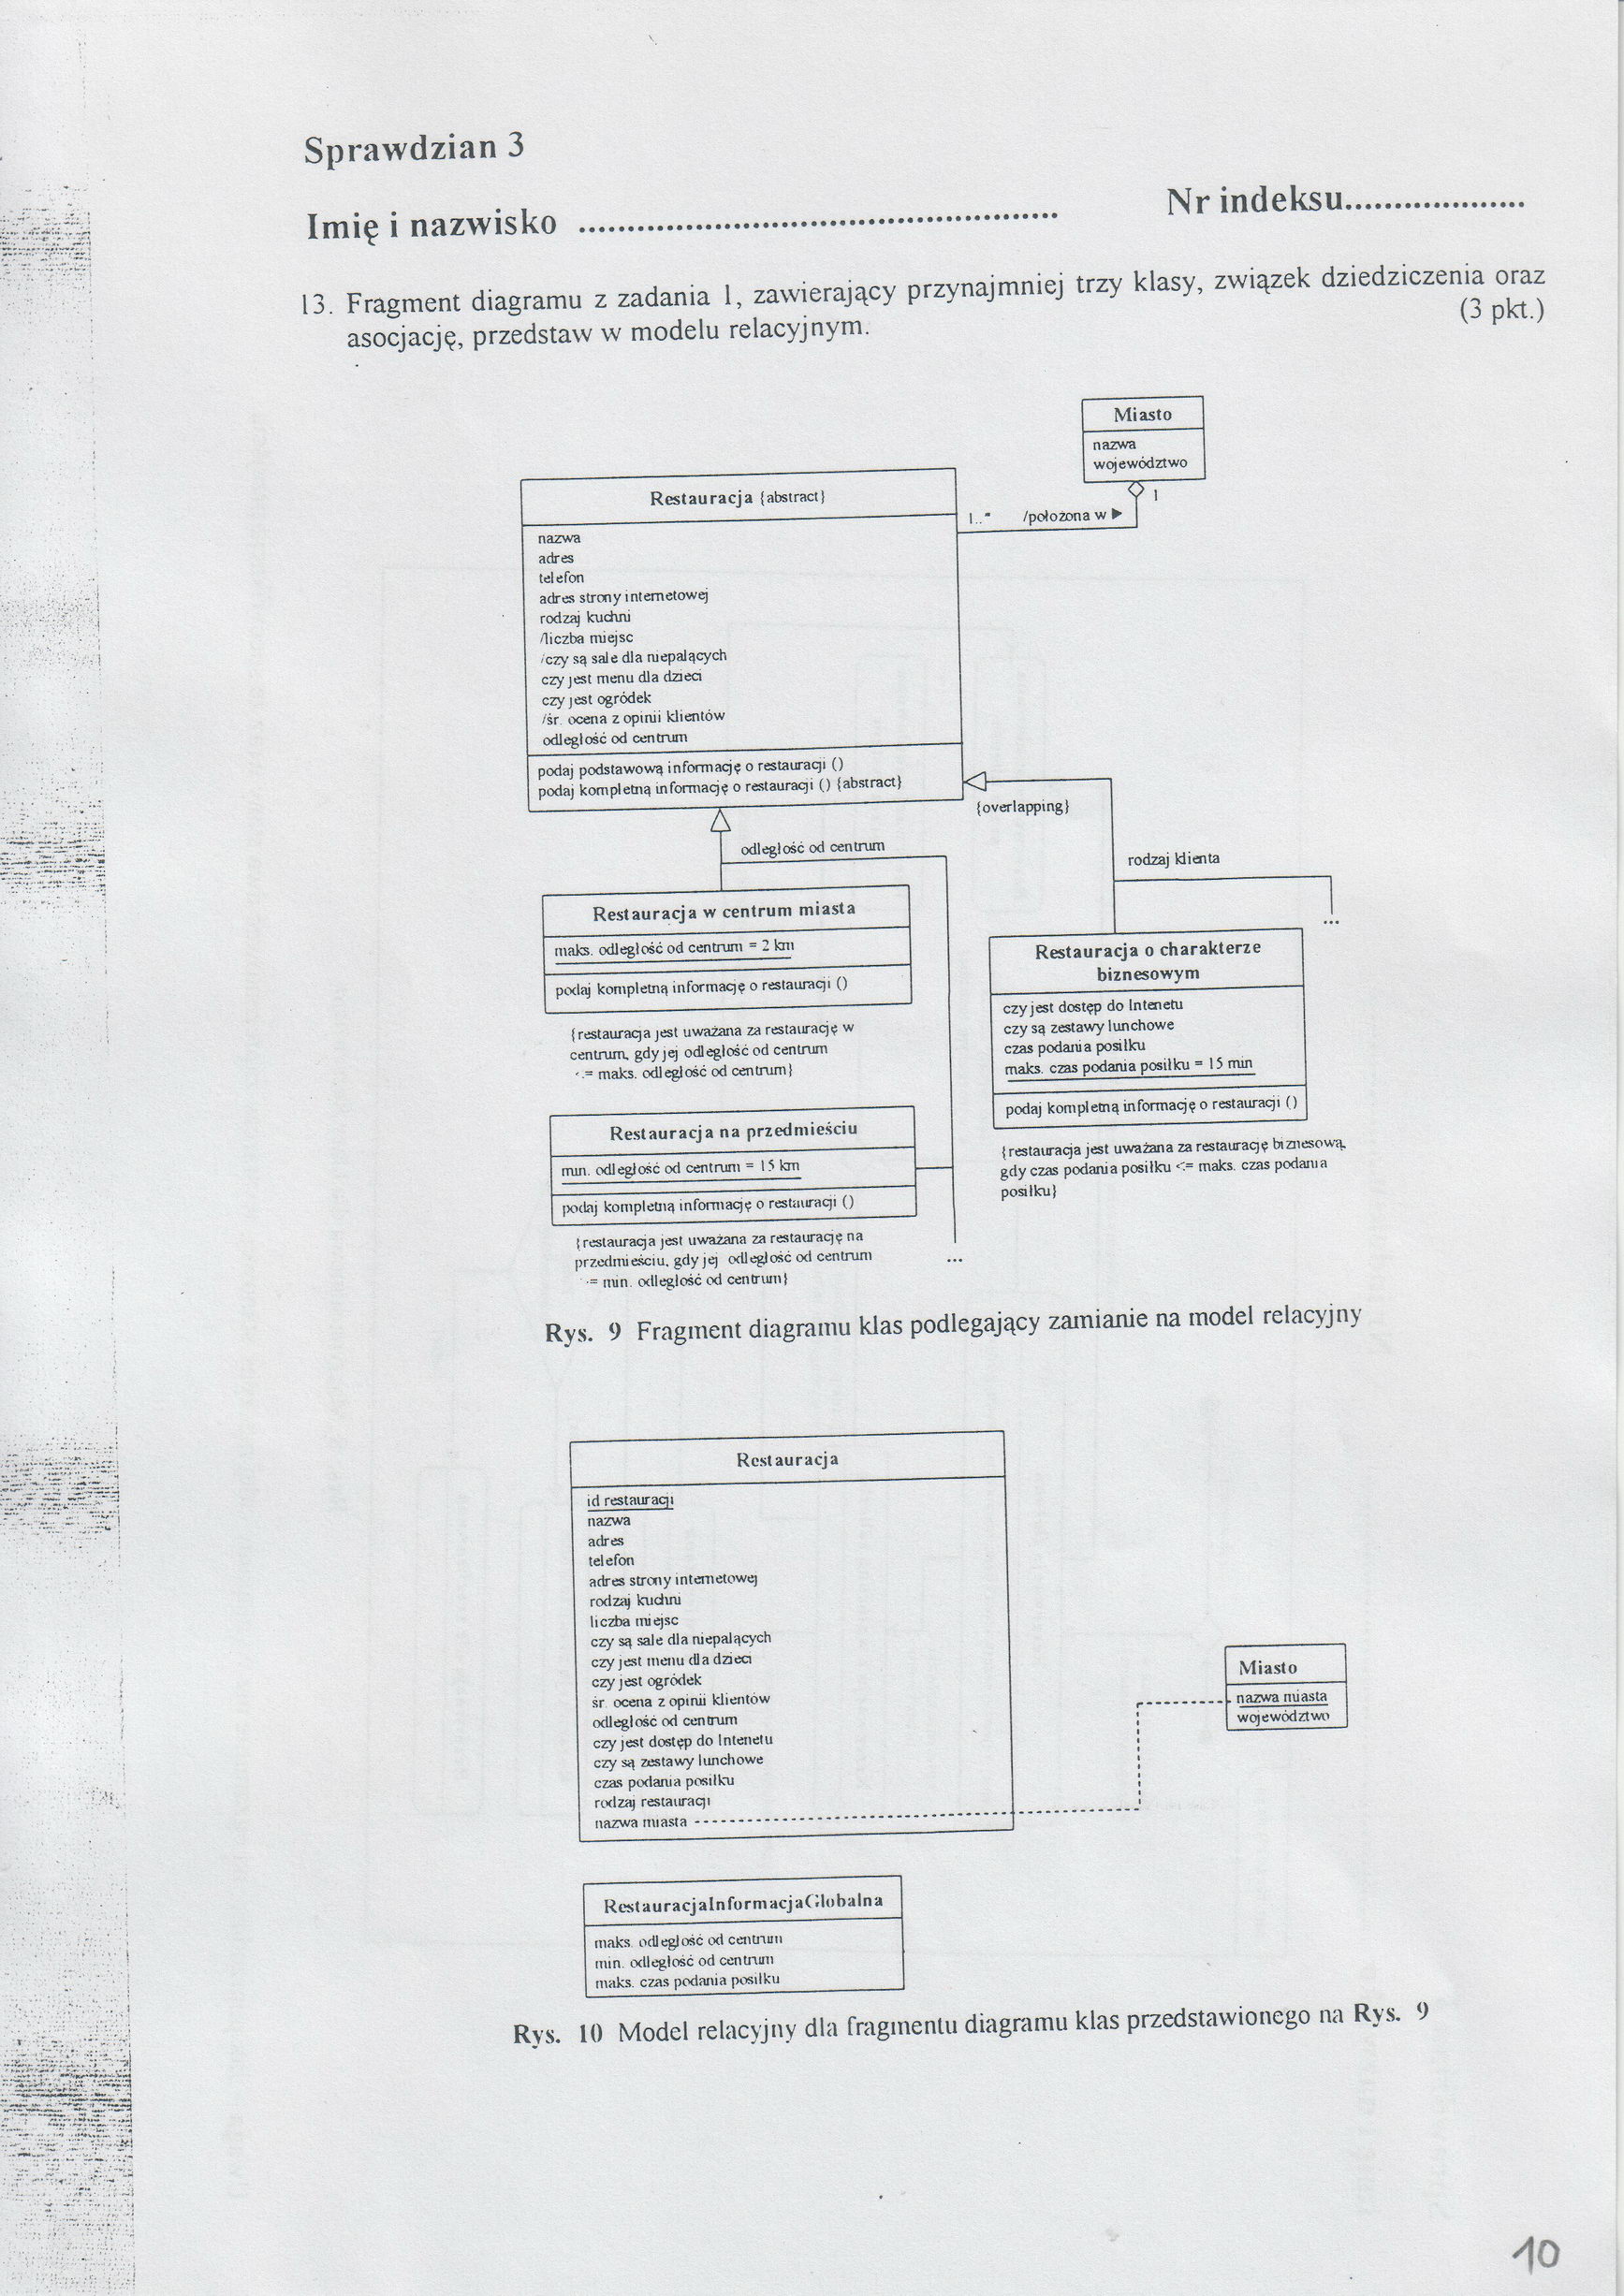 Sprawdzian 3
Imię i nazwisko ........................................................
Nr indeksu...................
13. Fragment diagramu z zadania 1, zawierający przynajmniej trzy klasy, związek dziedziczenia oraz
asocjację, przedstaw w modelu relacyjnym.
(3 pkt.)
Miasto
nazwa
województwo
1
1..*
/położona w ►
Restauracja {abstract}
nazwa
adres
telefon
adres strony internetowej
rodzaj kuchni
/liczba miejsc
/czy są sale dla niepalących
czy jest menu dla dzieci
czy jest ogródek
/śr. ocena z opinii klientów
odległość od centrum
podaj podstawową informację o restauracji ()
podaj kompletną informację o restauracji () {abstract}
{overlapping}
odległość od centrum
rodzaj klienta
...
Restauracja w centrum miasta
maks. odległość od centrum = 2 km
podaj kompletną informację o restauracji ()
{restauracja jest uważana za restaurację w
centrum, gdy jej odległość od centrum
<= maks. odległość od centrum}
Restauracja o charakterze
biznesowym
czy jest dostęp do Intenetu
czy są zestawy lunchowe
czas podania posiłku
maks. czas podania posiłku = 15 min
podaj kompletną informację o restauracji ()
{restauracja jest uważana za restaurację biznesową,
gdy czas podania posiłku <= maks. czas podania
posiłku}
Restauracja na przedmieściu
min. odległość od centrum = 15 km
podaj kompletną informację o restauracji ()
{restauracja jest uważana za restaurację na
przedmieściu, gdy jej odległość od centrum
= min. odległość od centrum}
...
Rys. 9 Fragment diagramu klas podlegający zamianie na model relacyjny
Restauracja
id restauracji
nazwa
adres
telefon
adres strony internetowej
rodzaj kuchni
liczba miejsc
czy są sale dla niepalących
czy jest menu dla dzieci
czy jest ogródek
śr. ocena z opinii klientów
odległość od centrum
czy jest dostęp do Intenetu
czy są zestawy lunchowe
czas podania posiłku
rodzaj restauracji
nazwa miasta
Miasto
nazwa miasta
województwo
RestauracjaInformacjaGlobalna
maks. odległość od centrum
min. odległość od centrum
maks. czas podania posiłku
Rys. 10 Model relacyjny dla fragmentu diagramu klas przedstawionego na Rys. 9
10